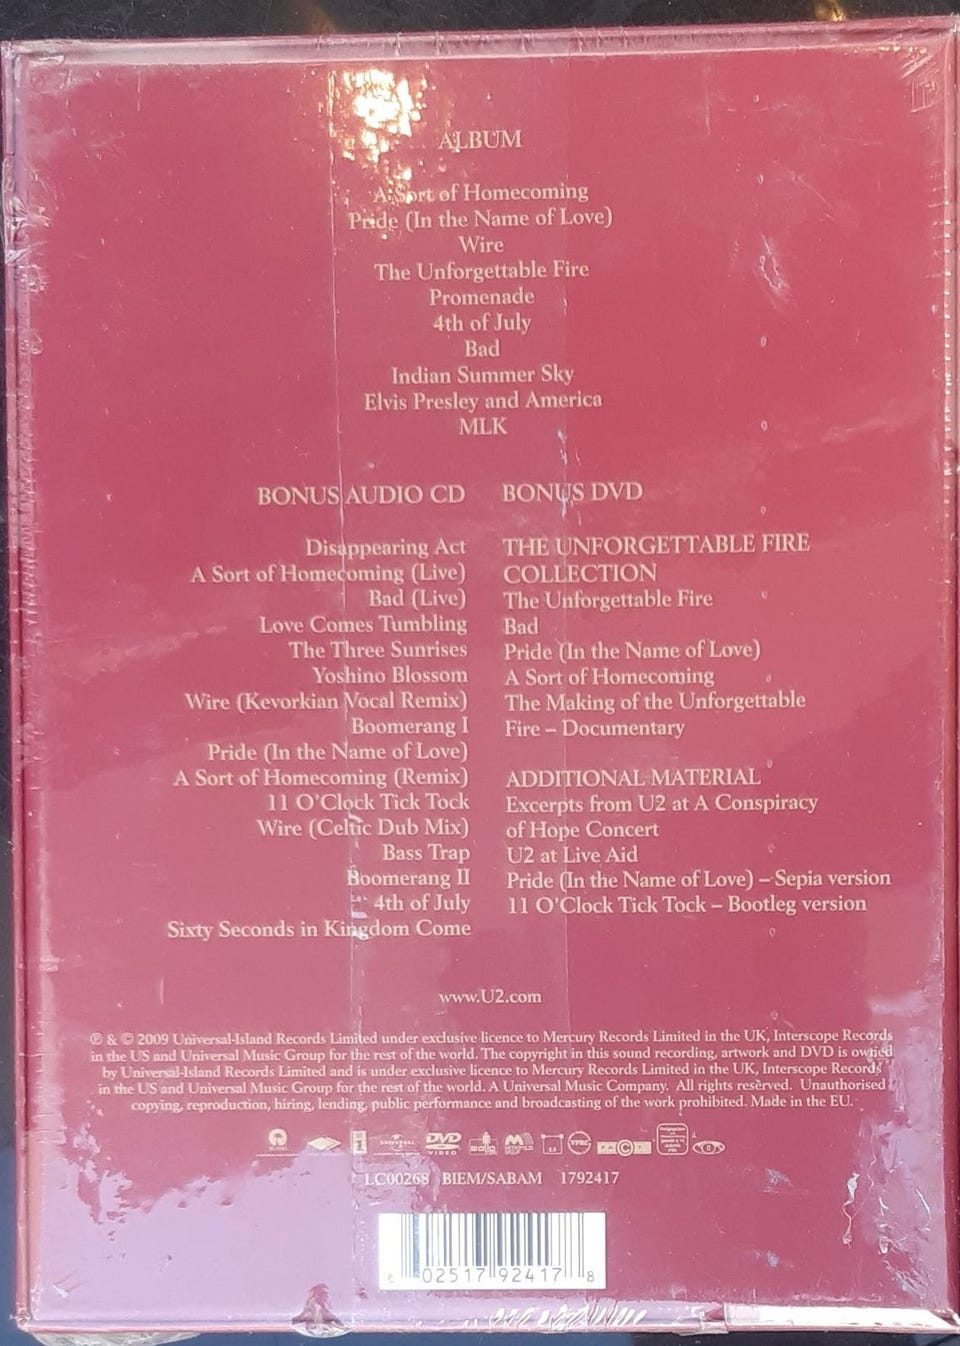 ALBUM
A Sort of Homecoming
Pride (In the Name of Love)
Wire
The Unforgettable Fire
Promenade
4th of July
Bad
Indian Summer Sky
Elvis Presley and America
MLK
BONUS AUDIO CD
Disappearing Act
A Sort of Homecoming (Live)
Bad (Live)
Love Comes Tumbling
The Three Sunrises
Yoshino Blossom
Wire (Kevorkian Vocal Remix)
Boomerang I
Pride (In the Name of Love)
A Sort of Homecoming (Remix)
11 O'Clock Tick Tock
Wire (Celtic Dub Mix)
Bass Trap
Boomerang II
4th of July
Sixty Seconds in Kingdom Come
BONUS DVD
THE UNFORGETTABLE FIRE
COLLECTION
The Unforgettable Fire
Bad
Pride (In the Name of Love)
A Sort of Homecoming
The Making of the Unforgettable
Fire – Documentary
ADDITIONAL MATERIAL
Excerpts from U2 at A Conspiracy
of Hope Concert
U2 at Live Aid
Pride (In the Name of Love) – Sepia version
11 O'Clock Tick Tock – Bootleg version
www.U2.com
℗ & © 2009 Universal-Island Records Limited under exclusive licence to Mercury Records Limited in the UK, Interscope Records
in the US and Universal Music Group for the rest of the world. The copyright in this sound recording, artwork and DVD is owned
by Universal-Island Records Limited and is under exclusive licence to Mercury Records Limited in the UK, Interscope Records
in the US and Universal Music Group for the rest of the world. A Universal Music Company. All rights reserved. Unauthorised
copying, reproduction, hiring, lending, public performance and broadcasting of the work prohibited. Made in the EU.
ISLAND UNIVERSAL DVD VIDEO
LC00268 BIEM/SABAM 1792417
6 02517 92417 8